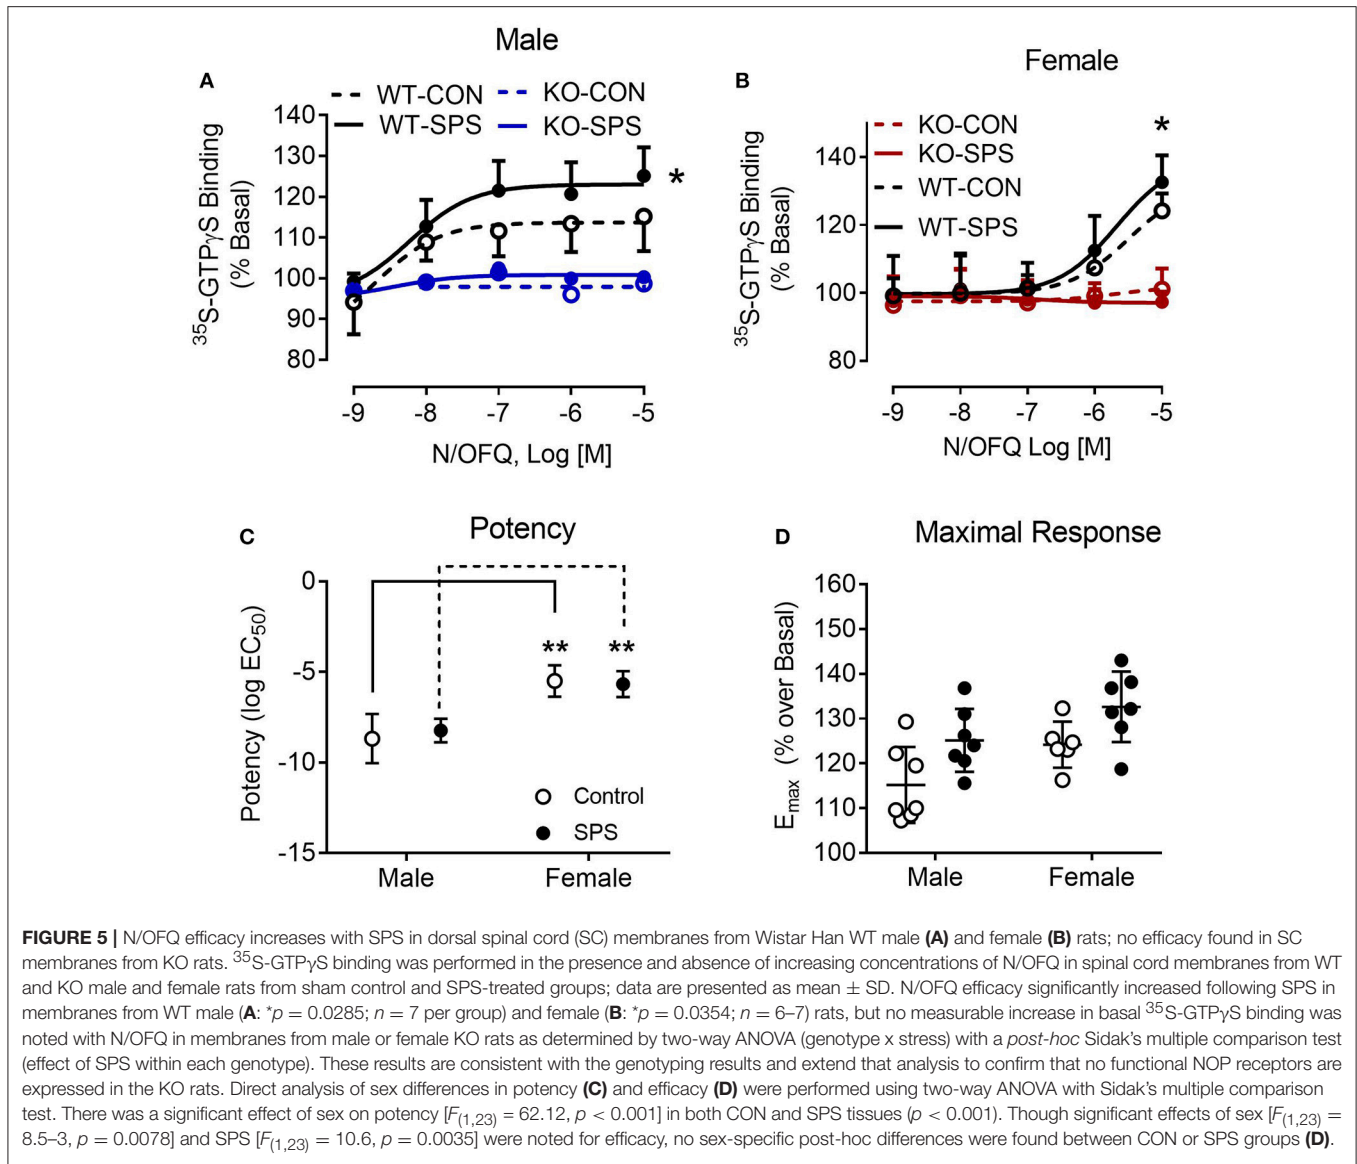 Male
A
WT-CON
KO-CON
WT-SPS
KO-SPS
35S-GTPγS Binding
(% Basal)
140
130
120
110
100
90
80
*
-9 -8 -7 -6 -5
N/OFQ, Log [M]
Female
B
KO-CON
KO-SPS
WT-CON
WT-SPS
35S-GTPγS Binding
(% Basal)
140
120
100
80
*
-9 -8 -7 -6 -5
N/OFQ Log [M]
C
Potency
Potency (log EC50)
0
-5
-10
-15
** **
Control
SPS
Male Female
D
Maximal Response
Emax (% over Basal)
160
150
140
130
120
110
100
Male Female
FIGURE 5 | N/OFQ efficacy increases with SPS in dorsal spinal cord (SC) membranes from Wistar Han WT male (A) and female (B) rats; no efficacy found in SC
membranes from KO rats. 35S-GTPγS binding was performed in the presence and absence of increasing concentrations of N/OFQ in spinal cord membranes from WT
and KO male and female rats from sham control and SPS-treated groups; data are presented as mean ± SD. N/OFQ efficacy significantly increased following SPS in
membranes from WT male (A: *p = 0.0285; n = 7 per group) and female (B: *p = 0.0354; n = 6–7) rats, but no measurable increase in basal 35S-GTPγS binding was
noted with N/OFQ in membranes from male or female KO rats as determined by two-way ANOVA (genotype x stress) with a post-hoc Sidak's multiple comparison test
(effect of SPS within each genotype). These results are consistent with the genotyping results and extend that analysis to confirm that no functional NOP receptors are
expressed in the KO rats. Direct analysis of sex differences in potency (C) and efficacy (D) were performed using two-way ANOVA with Sidak's multiple comparison
test. There was a significant effect of sex on potency [F(1,23) = 62.12, p < 0.001] in both CON and SPS tissues (p < 0.001). Though significant effects of sex [F(1,23) =
8.5–3, p = 0.0078] and SPS [F(1,23) = 10.6, p = 0.0035] were noted for efficacy, no sex-specific post-hoc differences were found between CON or SPS groups (D).